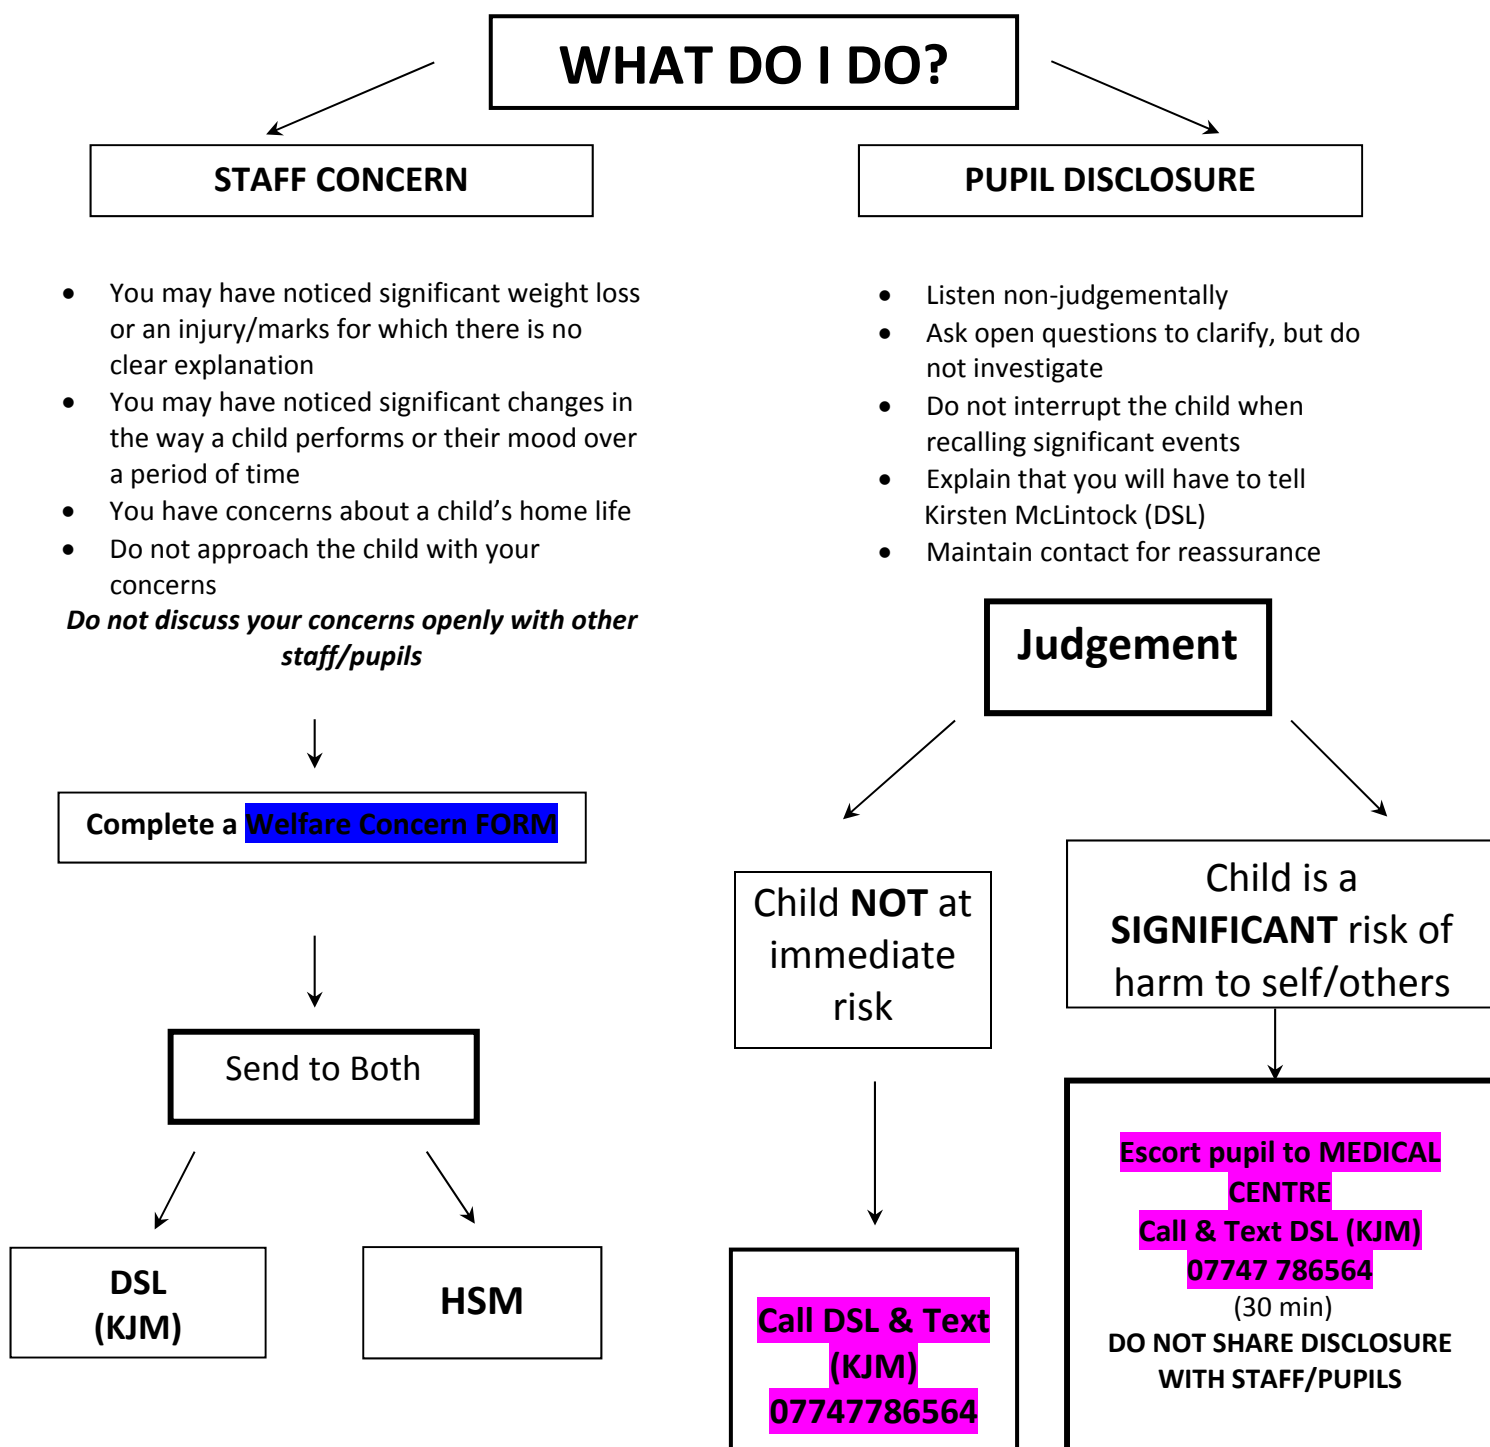 WHAT DO I DO?
STAFF CONCERN
• You may have noticed significant weight loss
or an injury/marks for which there is no
clear explanation
• You may have noticed significant changes in
the way a child performs or their mood over
a period of time
• You have concerns about a child’s home life
• Do not approach the child with your
concerns
Do not discuss your concerns openly with other
staff/pupils
Complete a Welfare Concern FORM
Send to Both
DSL
(KJM)
HSM
PUPIL DISCLOSURE
• Listen non-judgementally
• Ask open questions to clarify, but do
not investigate
• Do not interrupt the child when
recalling significant events
• Explain that you will have to tell
Kirsten McLintock (DSL)
• Maintain contact for reassurance
Judgement
Child NOT at
immediate
risk
Call DSL & Text
(KJM)
07747786564
Child is a
SIGNIFICANT risk of
harm to self/others
Escort pupil to MEDICAL
CENTRE
Call & Text DSL (KJM)
07747 786564
(30 min)
DO NOT SHARE DISCLOSURE
WITH STAFF/PUPILS